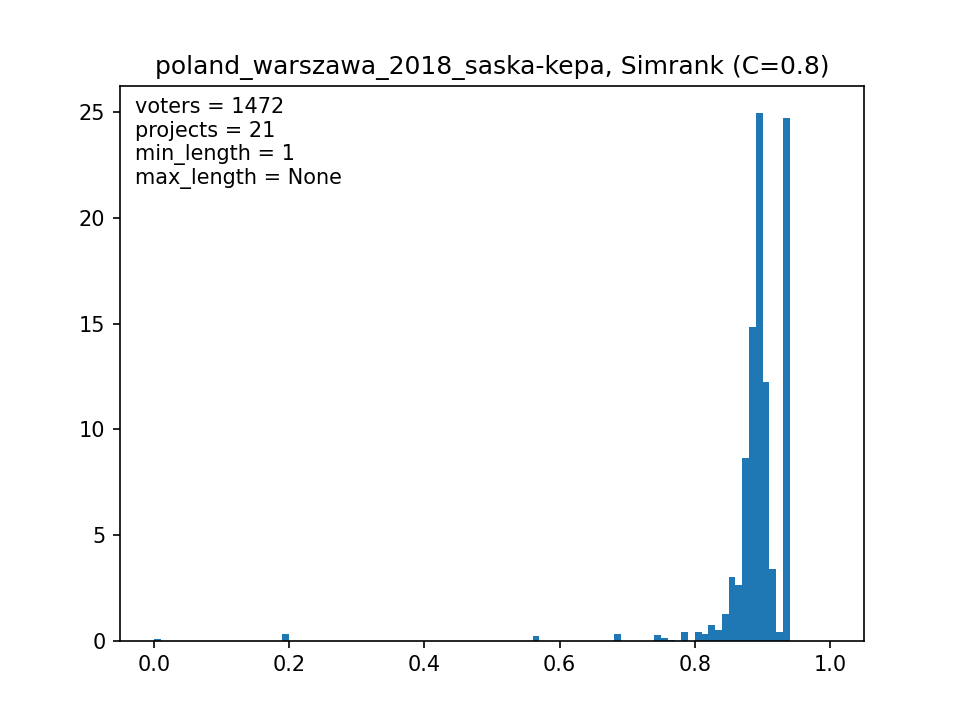 poland_warszawa_2018_saska-kepa, Simrank (C=0.8)
voters = 1472
projects = 21
min_length = 1
max_length = None
25
20
15
10
5
0
0.0 0.2 0.4 0.6 0.8 1.0